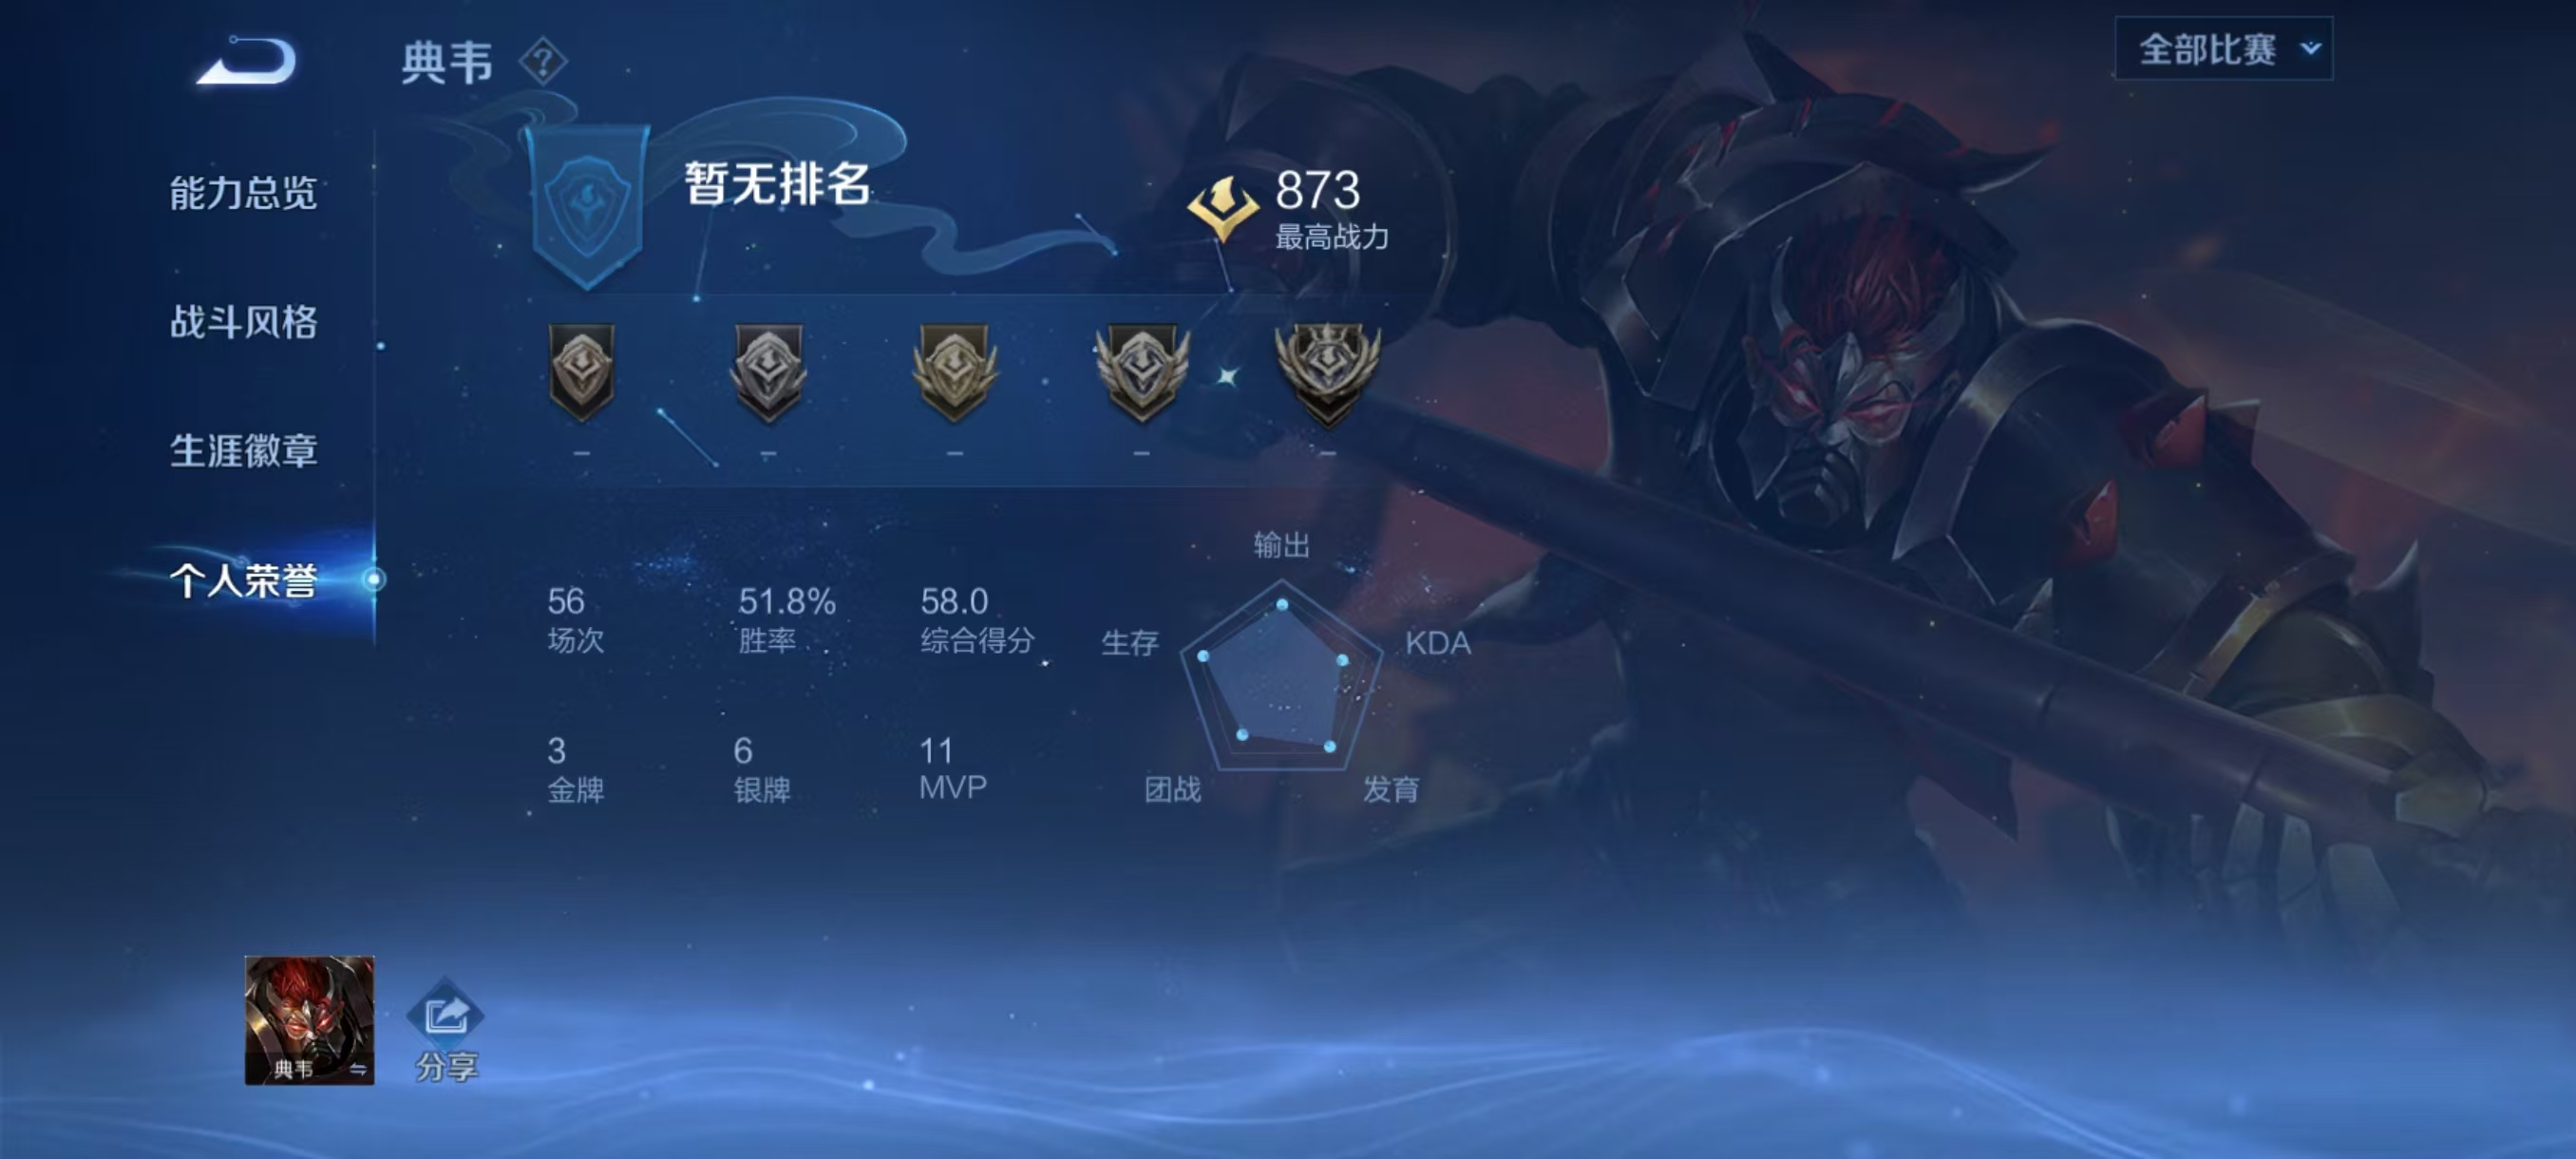 典韦 ?
全部比赛
能力总览
战斗风格
生涯徽章
个人荣誉
暂无排名
873
最高战力
–
–
–
–
–
56
场次
51.8%
胜率
58.0
综合得分
3
金牌
6
银牌
11
MVP
输出
生存
KDA
团战
发育
典韦
分享